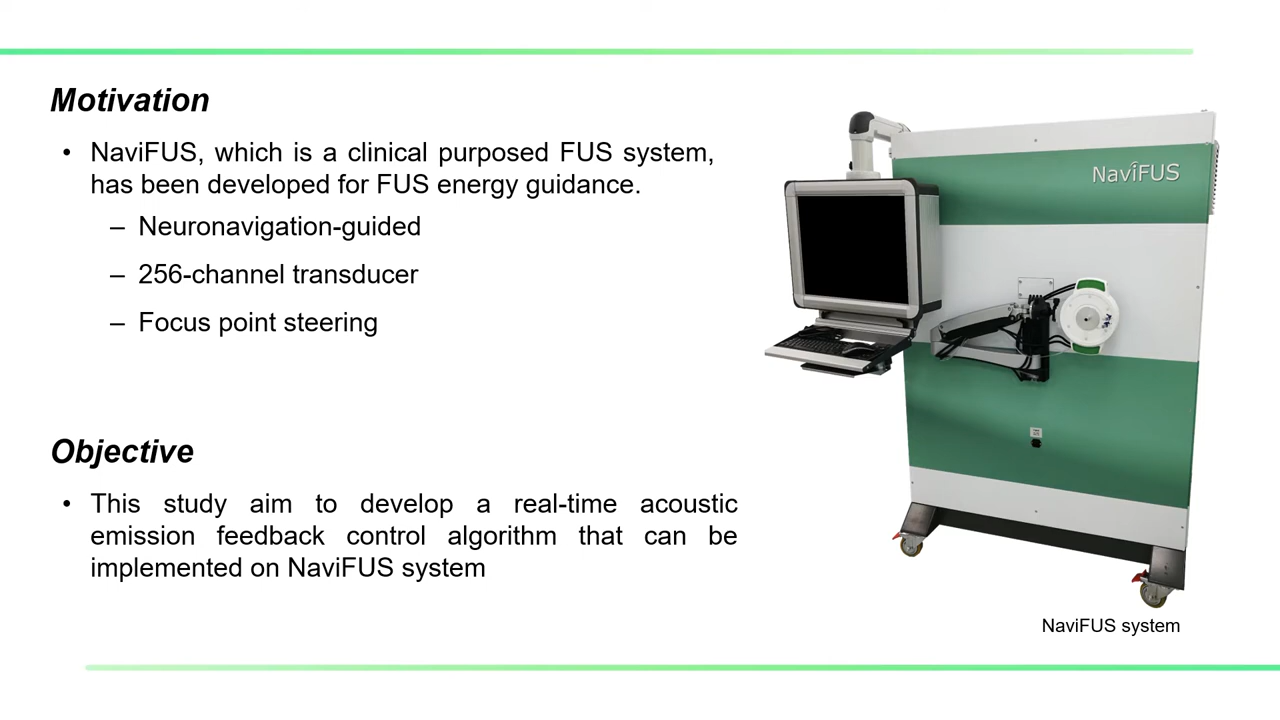 Motivation
• NaviFUS, which is a clinical purposed FUS system,
has been developed for FUS energy guidance.
– Neuronavigation-guided
– 256-channel transducer
– Focus point steering
Objective
• This study aim to develop a real-time acoustic
emission feedback control algorithm that can be
implemented on NaviFUS system
NaviFUS
NaviFUS system